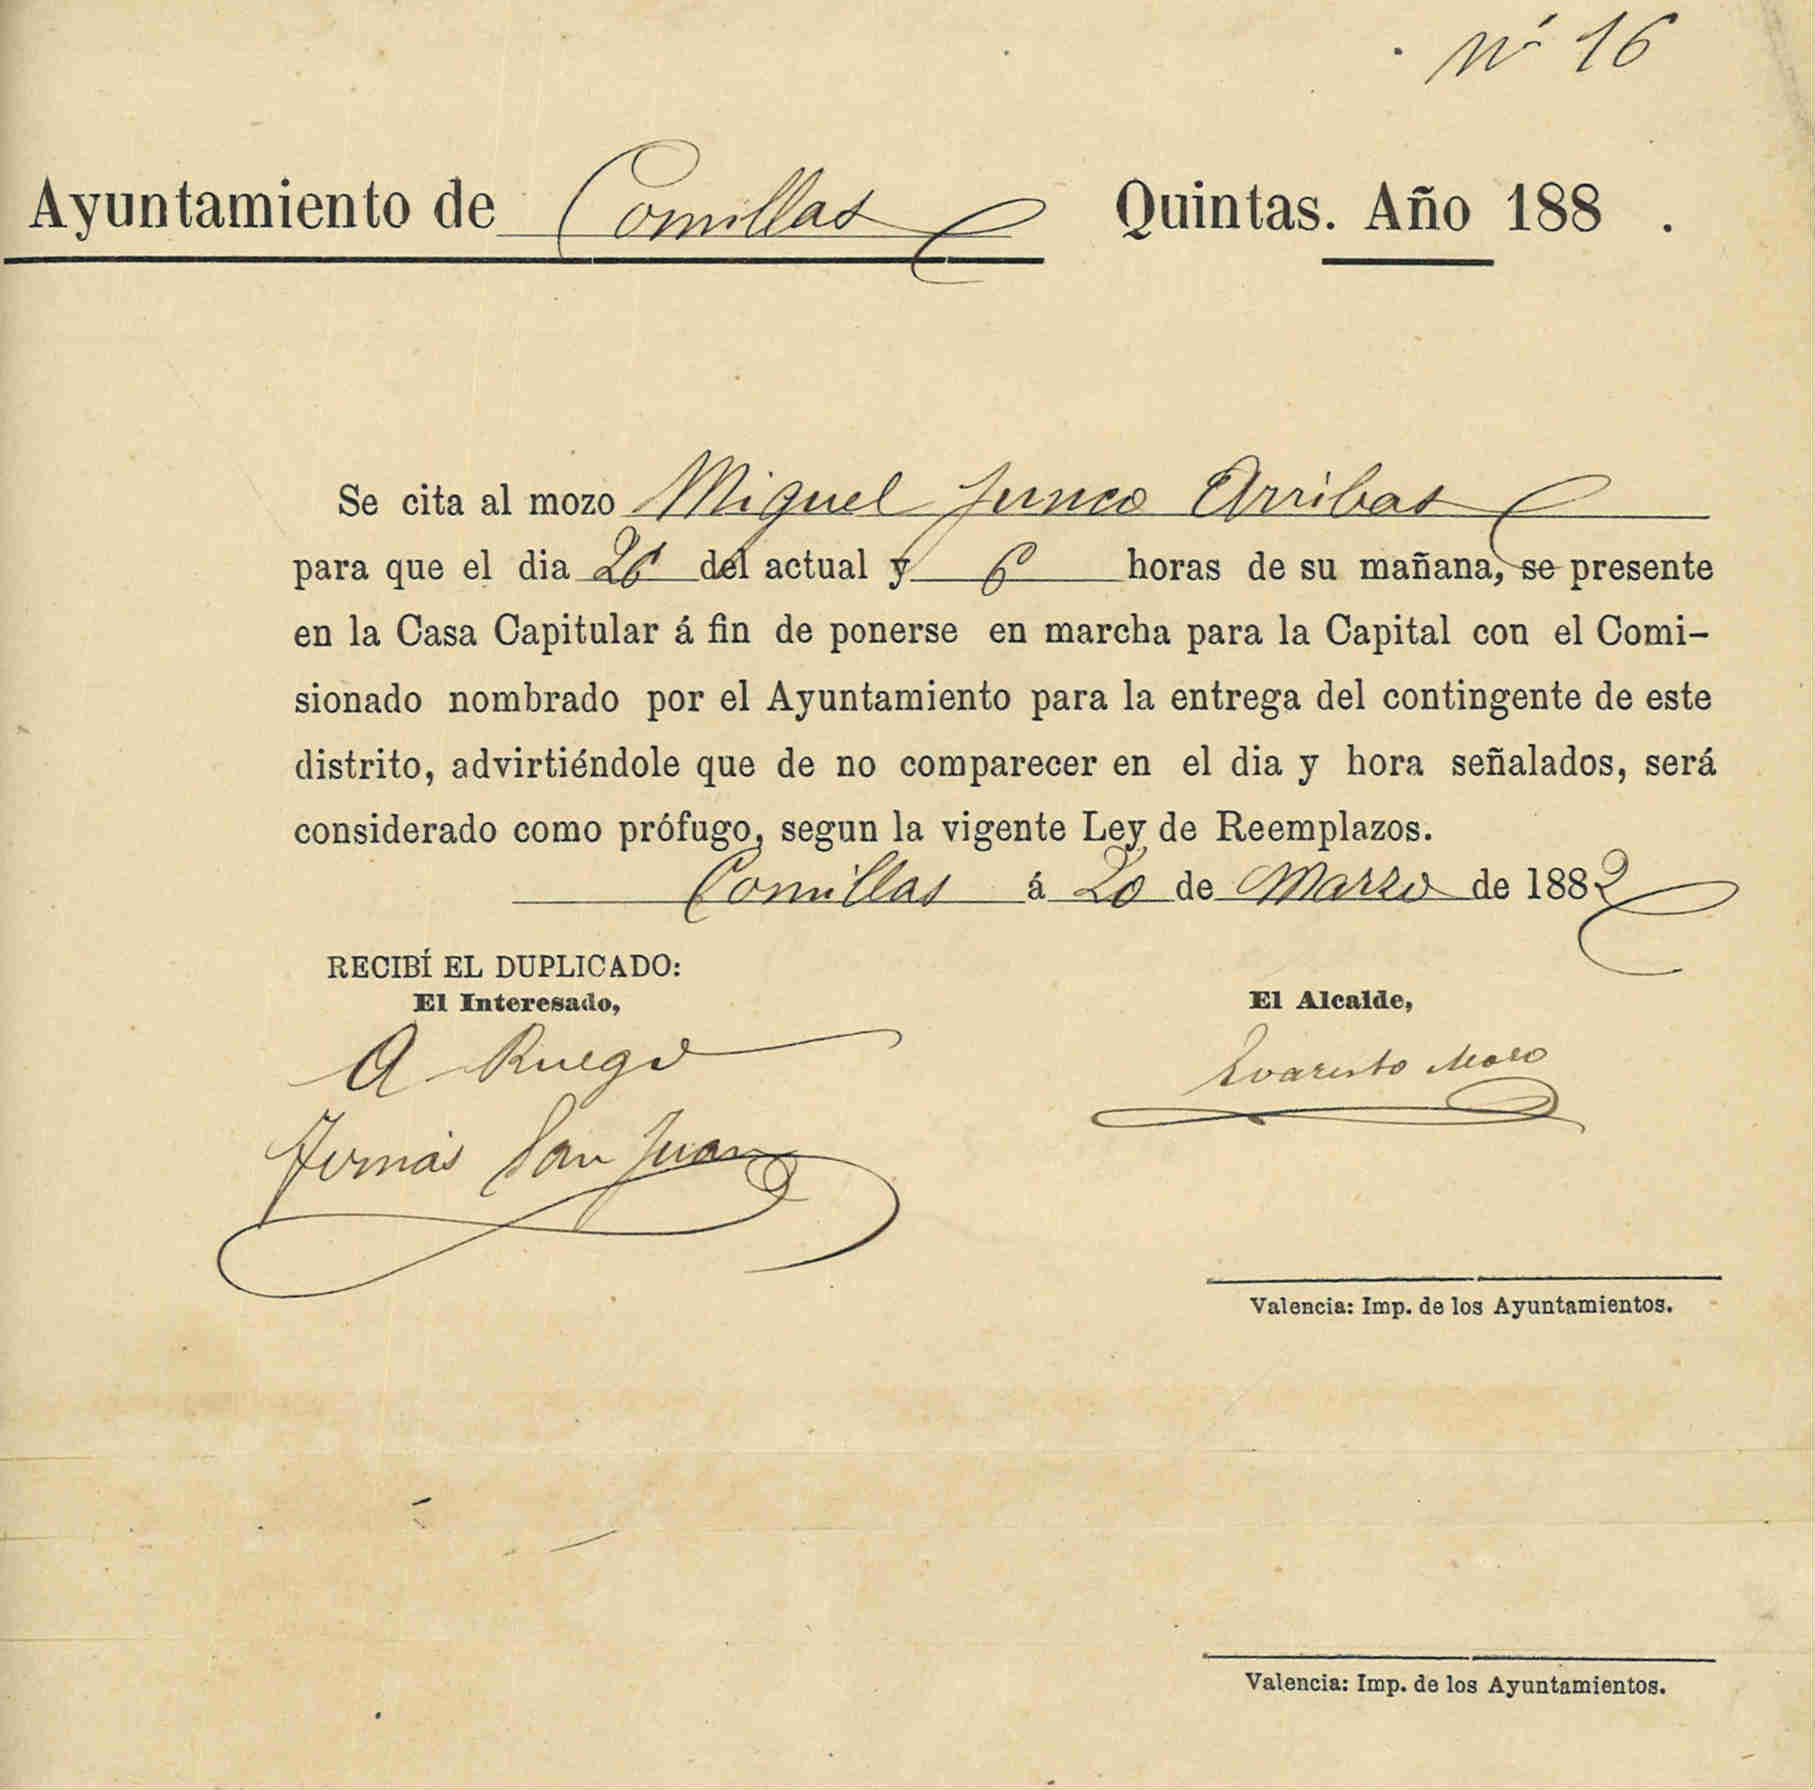 Nº 16
Ayuntamiento de Comillas Quintas. Año 188 .
Se cita al mozo Miguel Junco Arribas
para que el dia 26 del actual y 6 horas de su mañana, se presente
en la Casa Capitular á fin de ponerse en marcha para la Capital con el Comi-
sionado nombrado por el Ayuntamiento para la entrega del contingente de este
distrito, advirtiéndole que de no comparecer en el dia y hora señalados, será
considerado como prófugo, segun la vigente Ley de Reemplazos.
Comillas á 20 de Marzo de 1882
RECIBÍ EL DUPLICADO:
El Interesado,
El Alcalde,
A Ruego
Evaristo Moro
San Juan
Valencia: Imp. de los Ayuntamientos.
Valencia: Imp. de los Ayuntamientos.